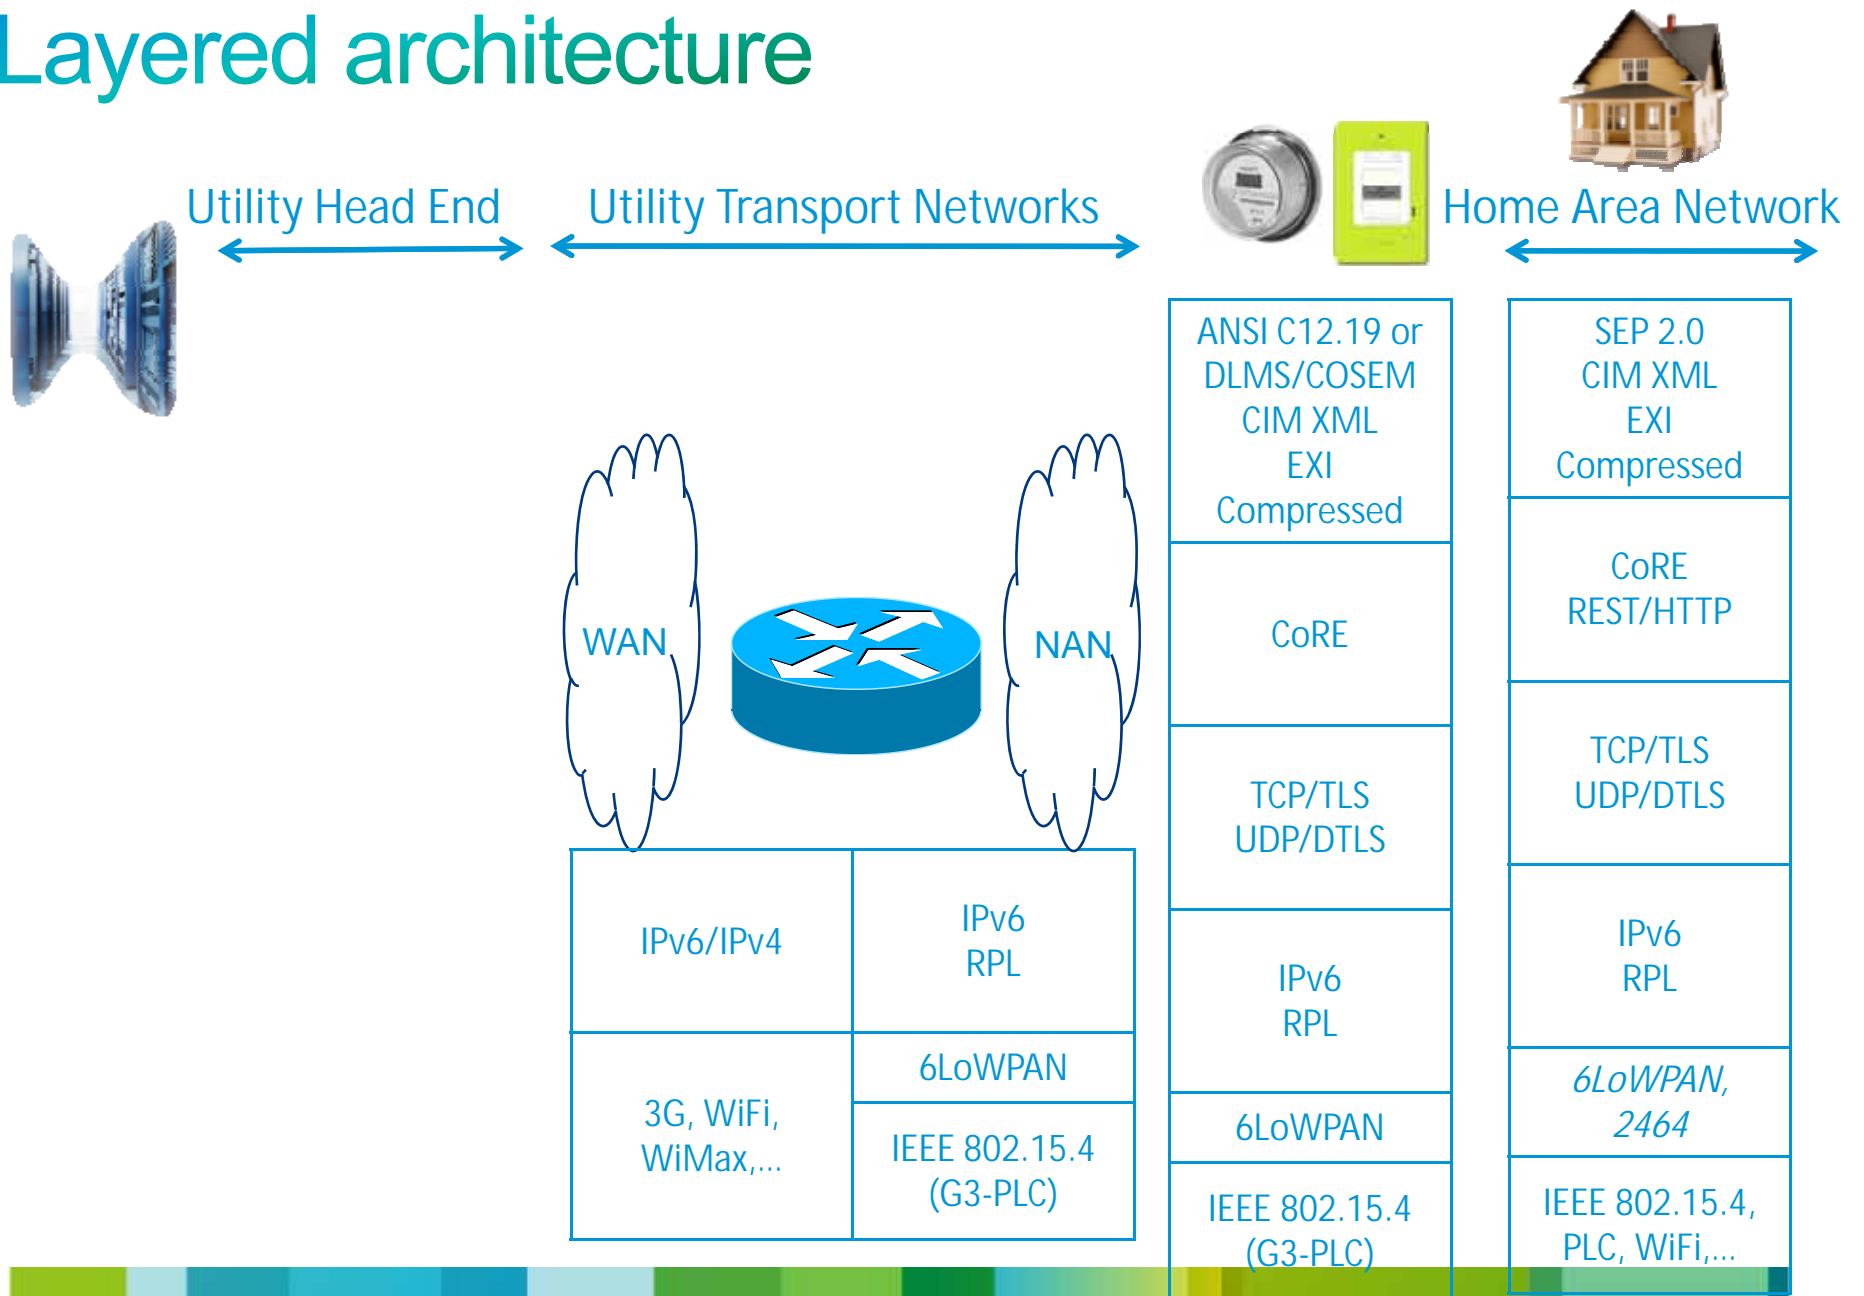 Layered architecture
Utility Head End
Utility Transport Networks
Home Area Network
WAN
NAN
IPv6/IPv4
3G, WiFi,
WiMax,...
IPv6
RPL
6LoWPAN
IEEE 802.15.4
(G3-PLC)
ANSI C12.19 or
DLMS/COSEM
CIM XML
EXI
Compressed
CoRE
TCP/TLS
UDP/DTLS
IPv6
RPL
6LoWPAN
IEEE 802.15.4
(G3-PLC)
SEP 2.0
CIM XML
EXI
Compressed
CoRE
REST/HTTP
TCP/TLS
UDP/DTLS
IPv6
RPL
6LoWPAN,
2464
IEEE 802.15.4,
PLC, WiFi,...